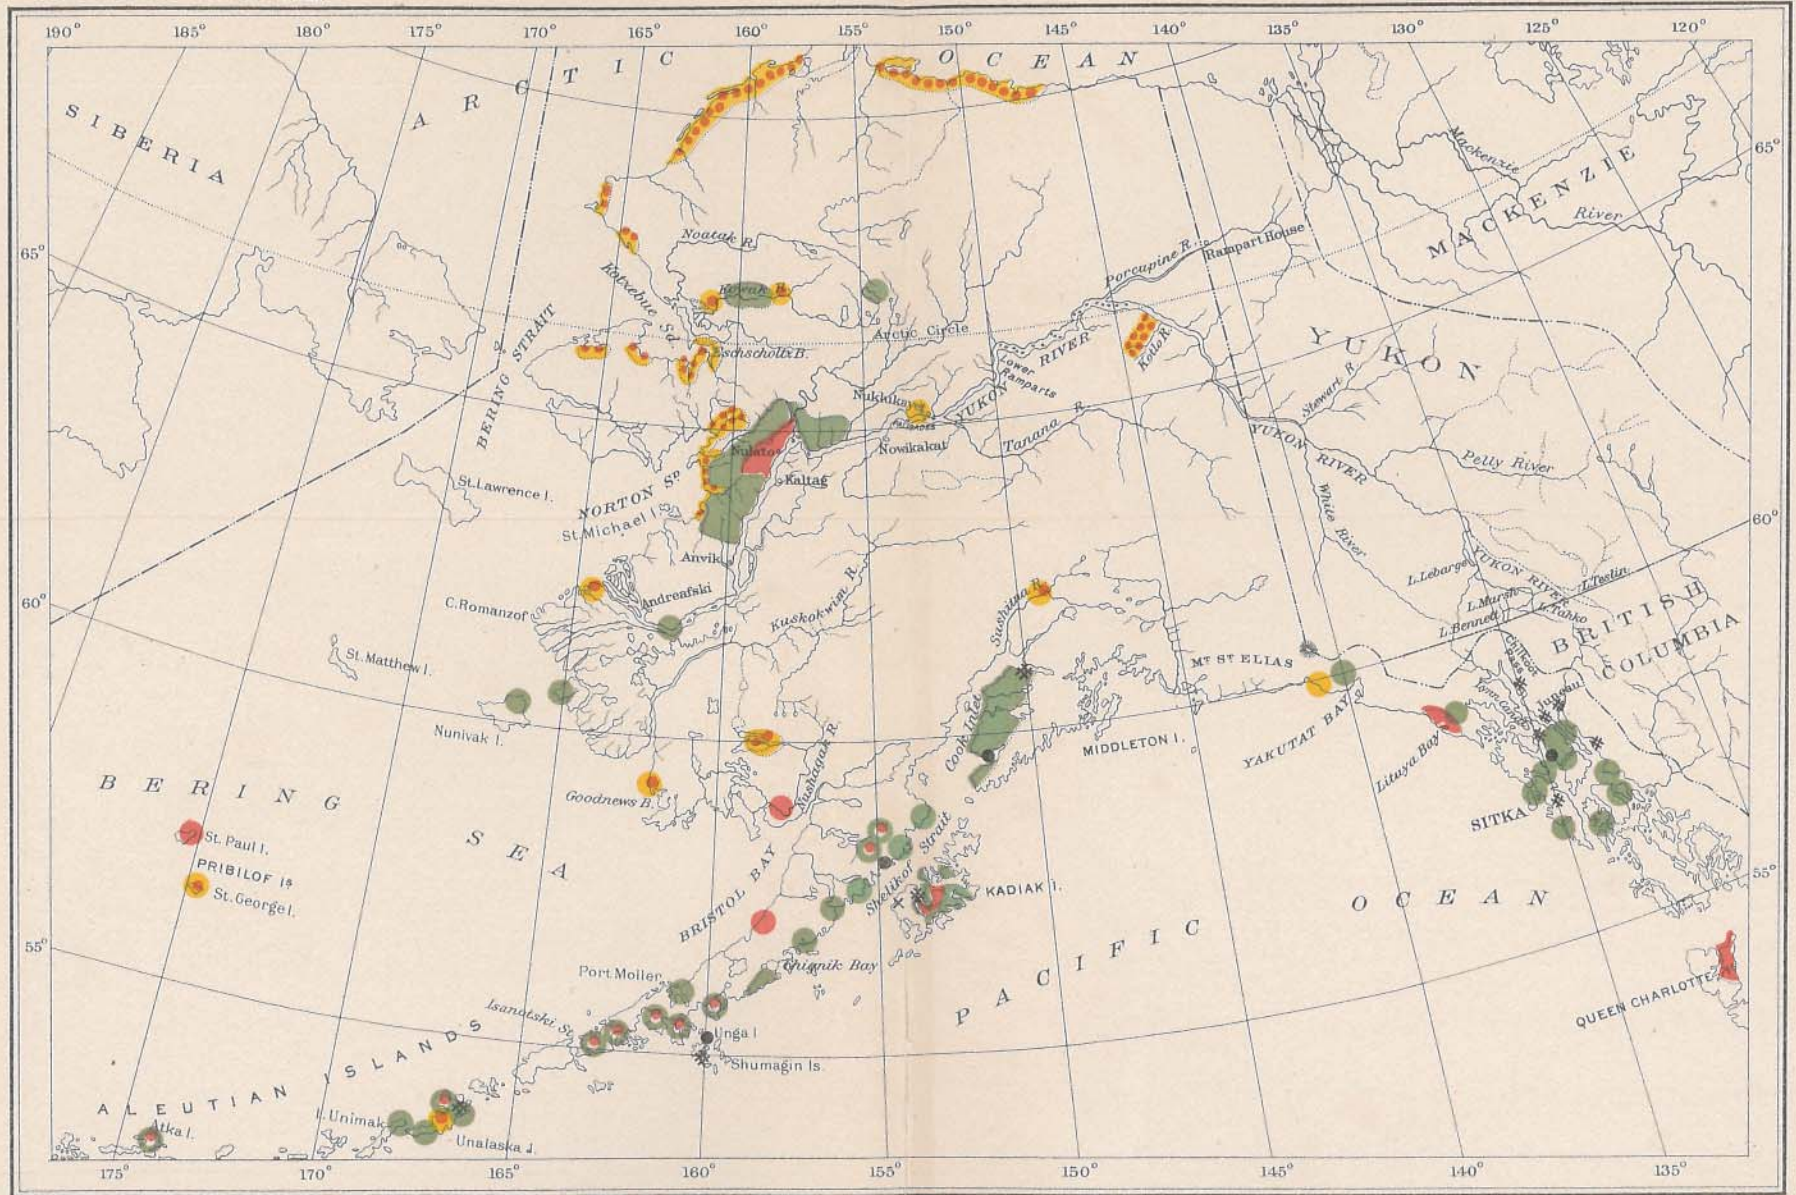 190° 185° 180° 175° 170° 165° 160° 155° 150° 145° 140° 135° 130° 125° 120°
ARCTIC OCEAN
SIBERIA
65°
65°
Mackenzie
River
MACKENZIE
Noatak R.
Kotzebue Sd.
Kowak R.
Porcupine R.
Rampart House
Arctic Circle
BERING STRAIT
Eschscholtz B.
Lower
Ramparts
YUKON RIVER
Kotlo R.
YUKON
Stewart R.
Nuklukayet
Nowikakat
Tanana R.
YUKON RIVER
Pelly River
Nulato
Kaltag
St. Lawrence I.
NORTON SD
St. Michael I.
White River
60°
Anvik
Andreafski
60°
C. Romanzof
Kuskokwim R.
Sushitna R.
L. Lebarge
YUKON RIVER
L. Teslin
L. Marsh
L. Tahko
L. Bennett
BRITISH
COLUMBIA
St. Matthew I.
MT ST ELIAS
Chilkoot
Pass
Lynn Canal
Juneau
Nunivak I.
Cook Inlet
MIDDLETON I.
YAKUTAT BAY
Lituya Bay
BERING
SEA
Goodnews B.
Nushagak R.
SITKA
St. Paul I.
PRIBILOF Is
St. George I.
BRISTOL BAY
Shelikof Strait
KADIAK I.
55°
PACIFIC OCEAN
55°
Port Moller
Chignik Bay
QUEEN CHARLOTTE
Isanotski St.
Unga I
Shumagin Is.
ALEUTIAN ISLANDS
Atka I.
I. Unimak
Unalaska I.
175° 170° 165° 160° 155° 150° 145° 140° 135°